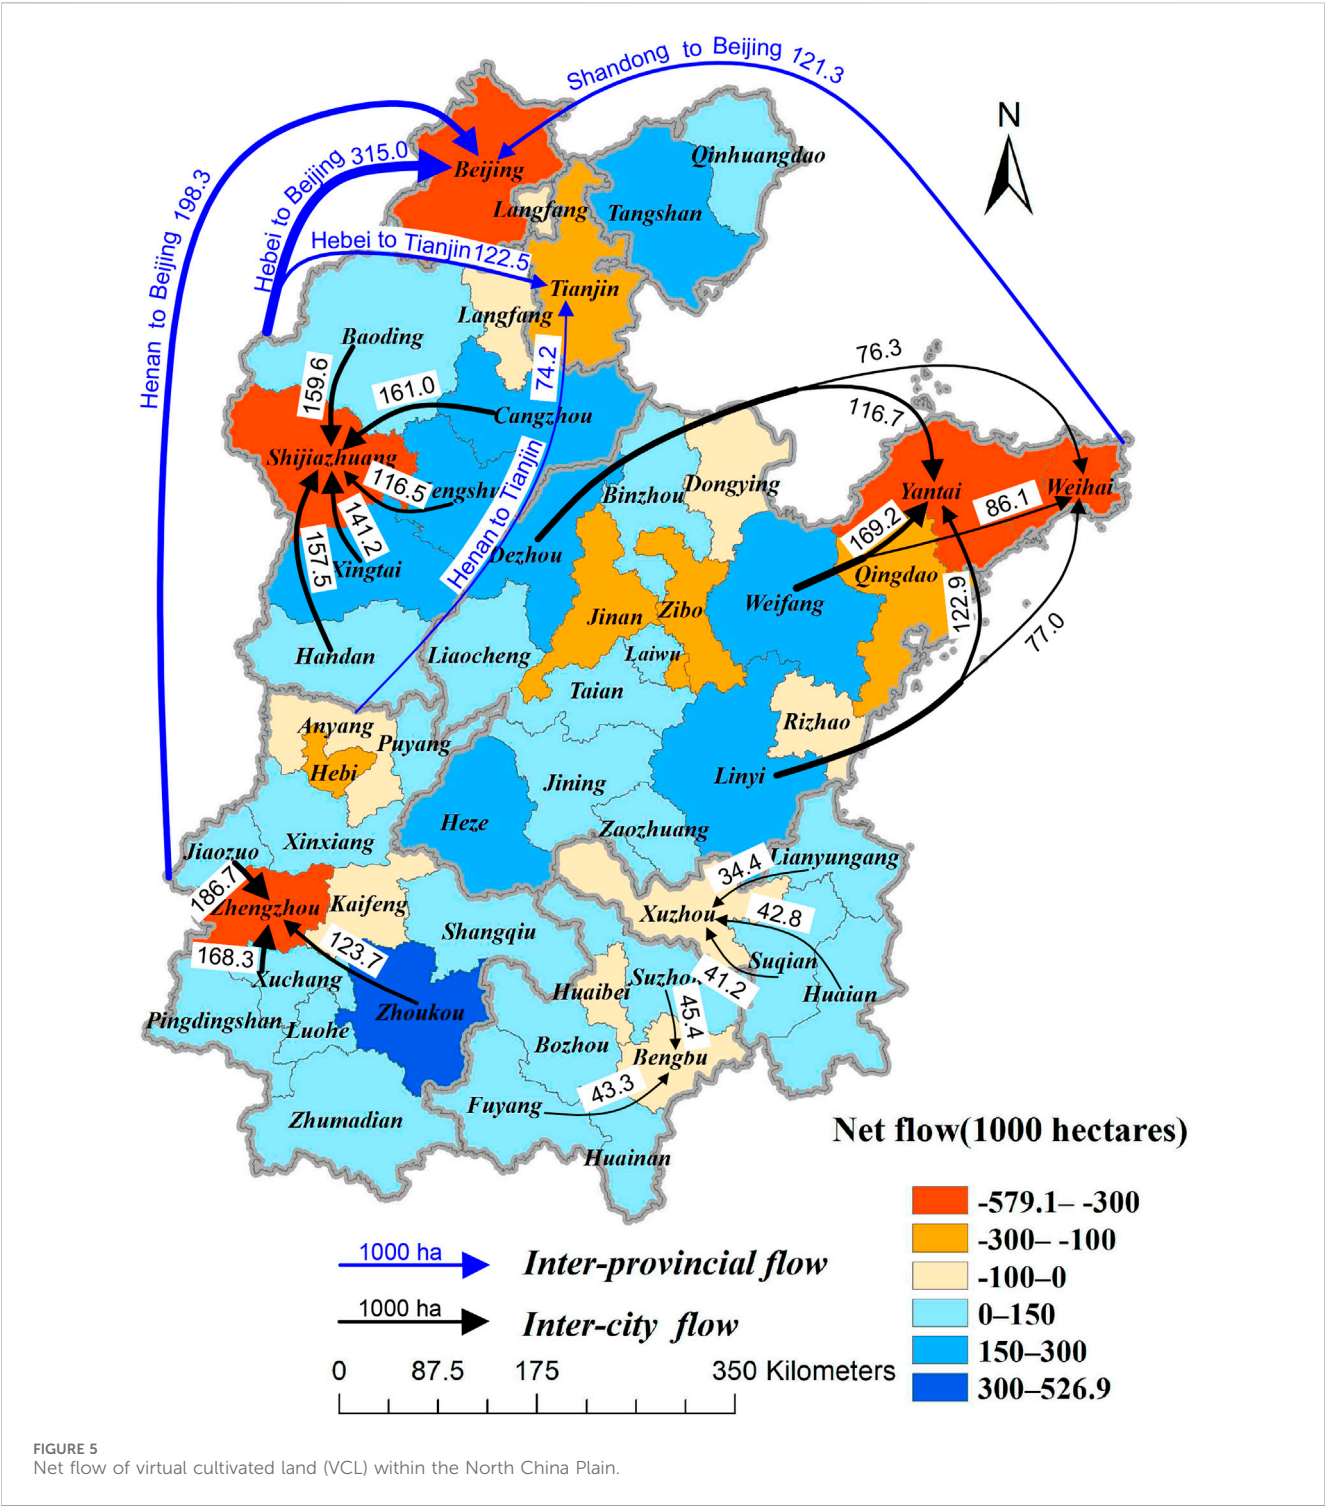 Shandong to Beijing 121.3
N
Henan to Beijing 198.3
Hebei to Beijing 315.0
Hebei to Tianjin 122.5
Beijing
Qinhuangdao
Langfang
Tangshan
Tianjin
Langfang
Baoding
74.2
76.3
159.6
161.0
Cangzhou
116.7
Shijiazhuang
116.5
engshu
Henan to Tianjin
Binzhou
Dongying
Yantai
Weihai
86.1
141.2
169.2
157.5
Xingtai
Dezhou
Qingdao
Weifang
122.9
77.0
Jinan
Zibo
Handan
Liaocheng
Laiwu
Taian
Rizhao
Anyang
Puyang
Hebi
Linyi
Jining
Heze
Zaozhuang
Xinxiang
Jiaozuo
Lianyungang
34.4
186.7
Zhengzhou
Kaifeng
Xuzhou
42.8
Shangqiu
123.7
168.3
Suqian
Xuchang
Suzhou
41.2
Huaibei
Huaian
45.4
Zhoukou
Pingdingshan
Luohe
Bozhou
Bengbu
43.3
Fuyang
Zhumadian
Huainan
Net flow(1000 hectares)
-579.1– -300
-300– -100
-100–0
0–150
150–300
300–526.9
1000 ha
Inter-provincial flow
1000 ha
Inter-city flow
0 87.5 175 350 Kilometers
FIGURE 5
Net flow of virtual cultivated land (VCL) within the North China Plain.